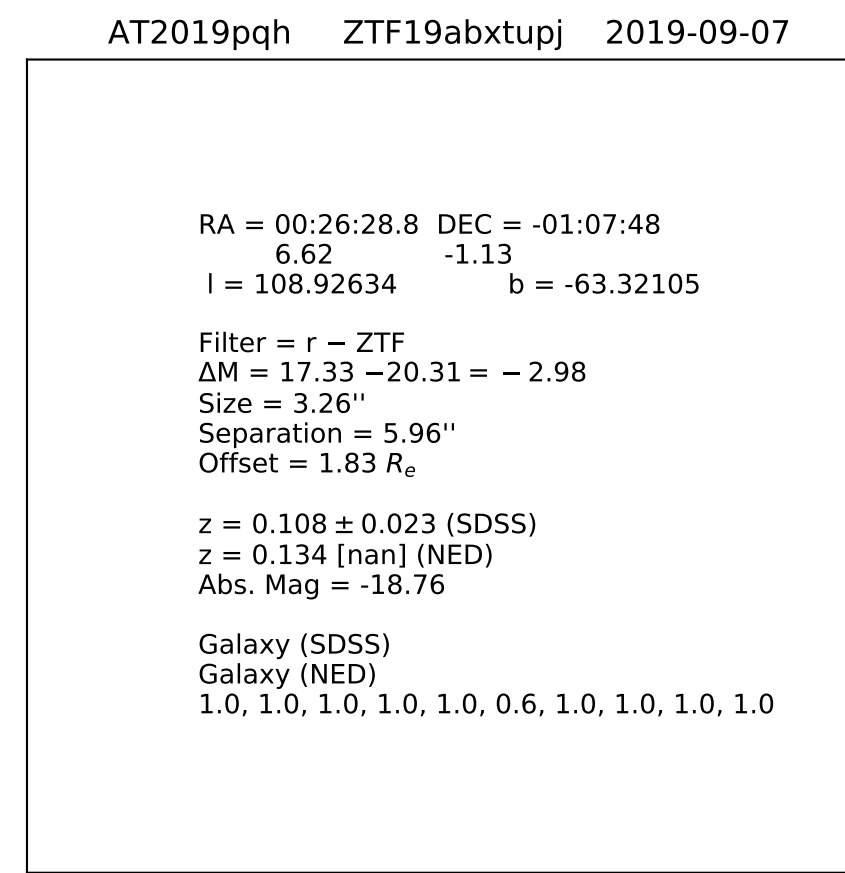 AT2019pqh ZTF19abxtupj 2019-09-07
RA = 00:26:28.8 DEC = -01:07:48
6.62 -1.13
l = 108.92634 b = -63.32105
Filter = r − ZTF
ΔM = 17.33 −20.31 = − 2.98
Size = 3.26''
Separation = 5.96''
Offset = 1.83 Rₑ
z = 0.108 ± 0.023 (SDSS)
z = 0.134 [nan] (NED)
Abs. Mag = -18.76
Galaxy (SDSS)
Galaxy (NED)
1.0, 1.0, 1.0, 1.0, 1.0, 0.6, 1.0, 1.0, 1.0, 1.0